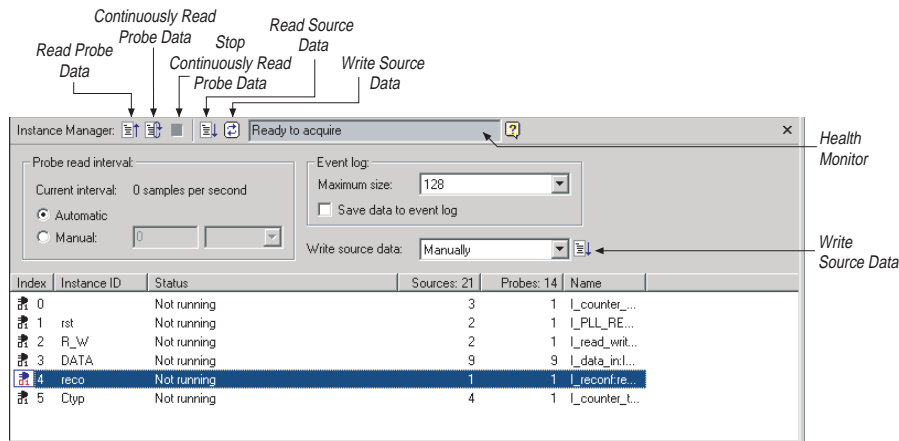 Continuously Read
Probe Data
Read Source
Data
Read Probe
Data
Stop
Continuously Read
Probe Data
Write Source
Data
Instance Manager:
Ready to acquire
Health
Monitor
Probe read interval:
Current interval: 0 samples per second
Automatic
Manual: 0
Event log:
Maximum size: 128
Save data to event log
Write source data: Manually
Write
Source Data
Index Instance ID Status Sources: 21 Probes: 14 Name
0 Not running 3 1 I_counter_...
1 rst Not running 2 1 I_PLL_RE...
2 R_W Not running 2 1 I_read_writ...
3 DATA Not running 9 9 I_data_in:I...
4 reco Not running 1 1 I_reconf:re...
5 Ctyp Not running 4 1 I_counter_t...